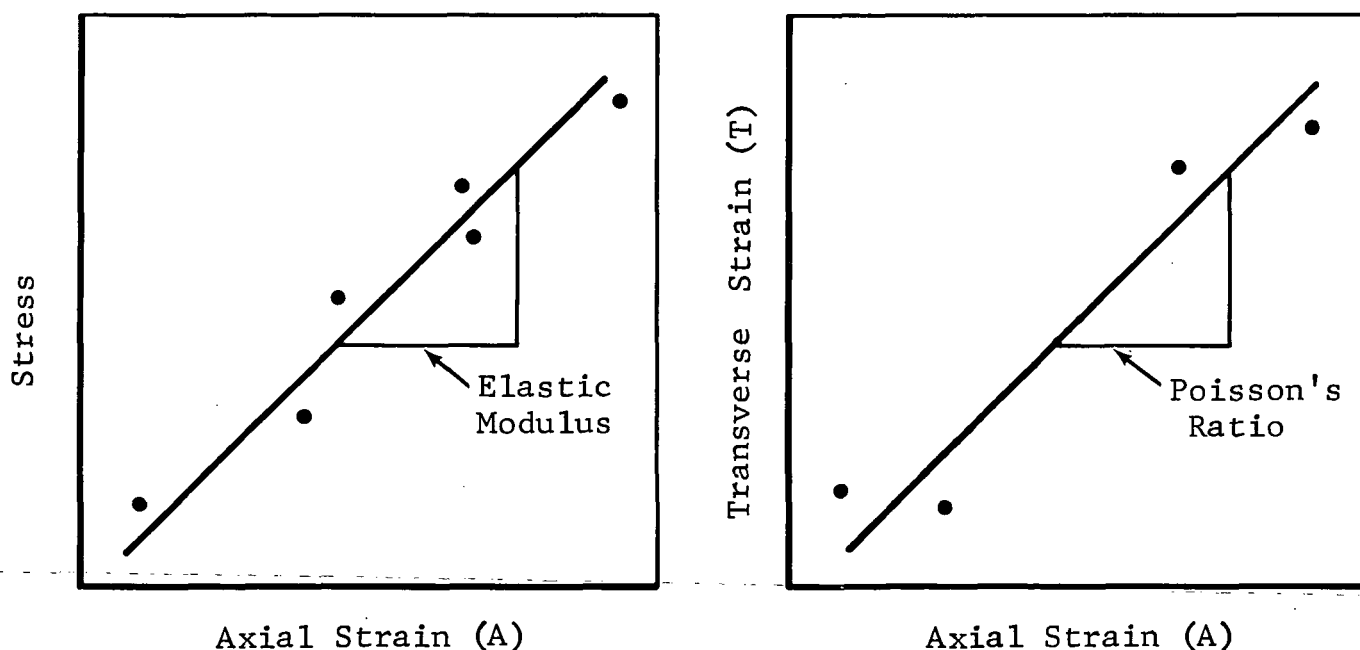 Stress
Elastic
Modulus
Axial Strain (A)
Transverse Strain (T)
Poisson's
Ratio
Axial Strain (A)